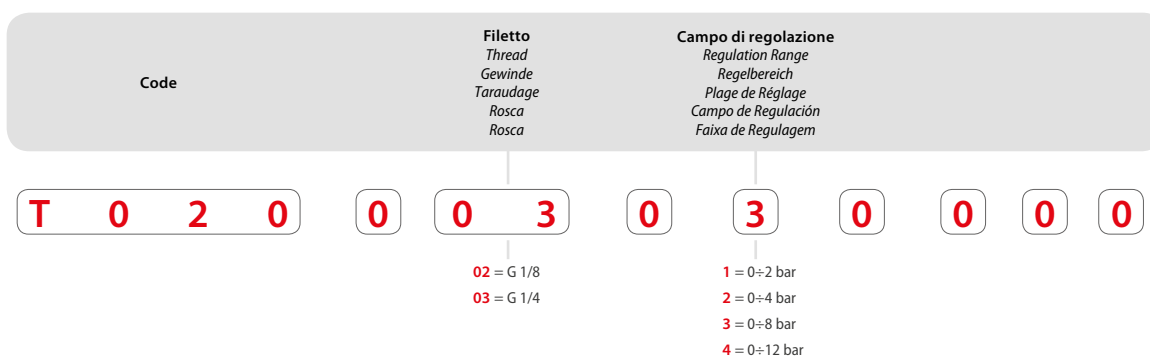 Code
Filetto
Thread
Gewinde
Taraudage
Rosca
Rosca
Campo di regolazione
Regulation Range
Regelbereich
Plage de Réglage
Campo de Regulación
Faixa de Regulagem
T 0 2 0 0 0 3 0 3 0 0 0 0
02 = G 1/8
03 = G 1/4
1 = 0÷2 bar
2 = 0÷4 bar
3 = 0÷8 bar
4 = 0÷12 bar